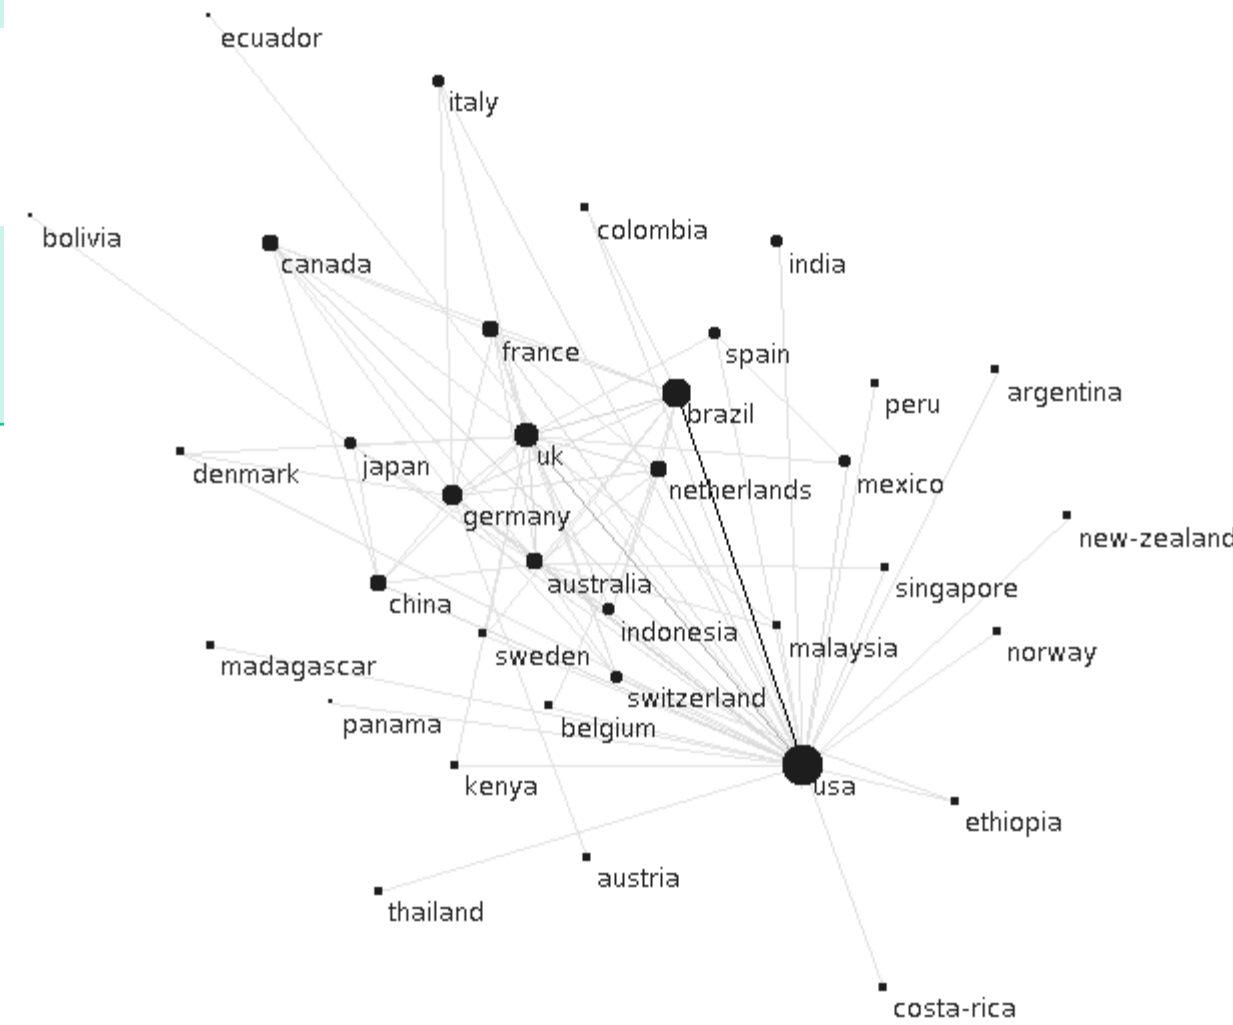 ecuador
italy
colombia
bolivia
canada
india
france
spain
argentina
peru
brazil
uk
japan
denmark
netherlands
mexico
germany
new-zealand
australia
singapore
china
indonesia
malaysia
norway
sweden
madagascar
switzerland
panama
belgium
kenya
usa
ethiopia
austria
thailand
costa-rica